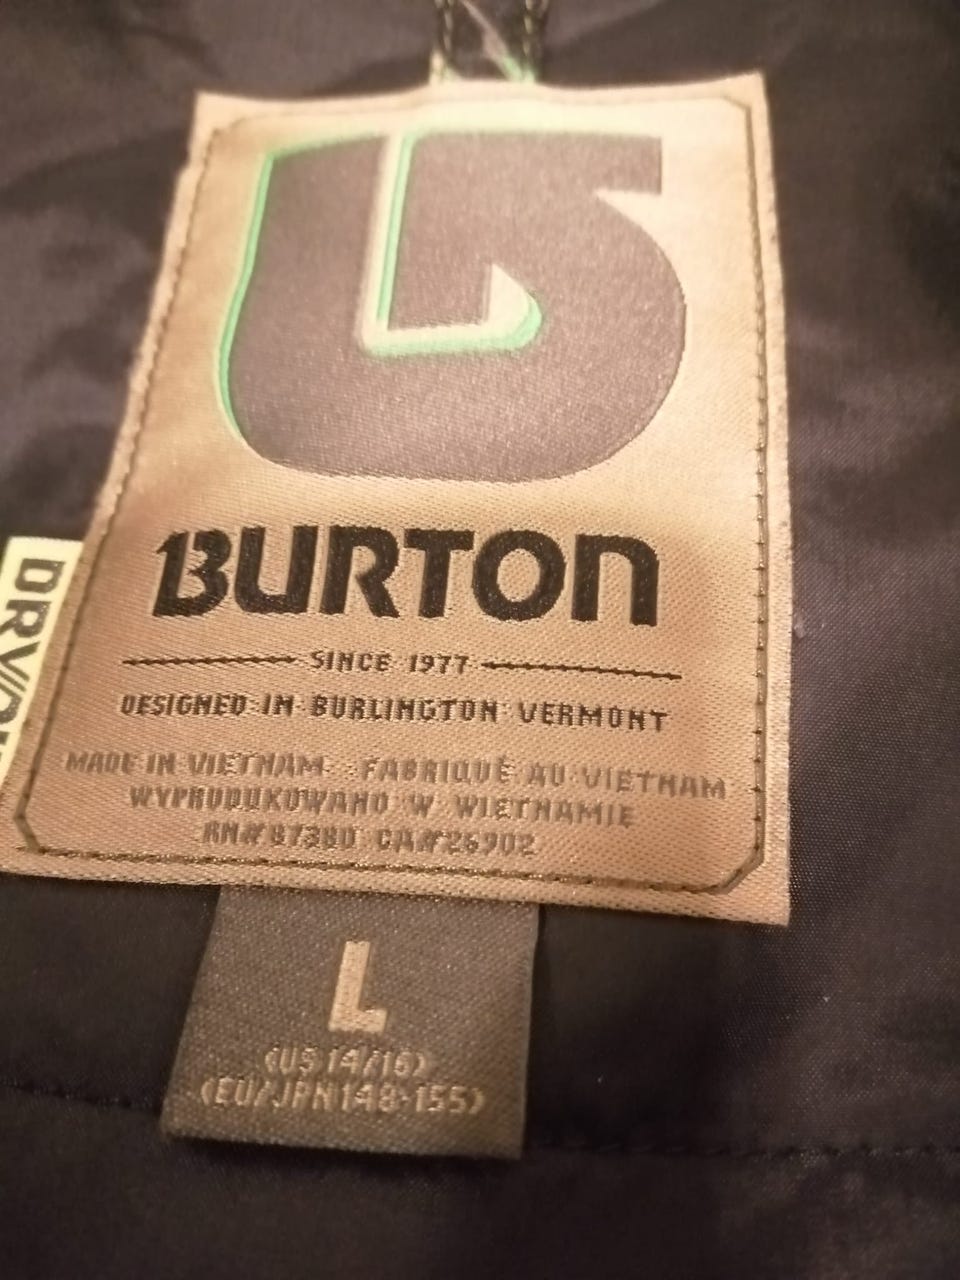 BURTON
SINCE 1977
DESIGNED IN BURLINGTON VERMONT
MADE IN VIETNAM FABRIQUÉ AU VIETNAM
WYPRODUKOWANO W WIETNAMIE
RN# 87380 CA#26902
L
(US 14/16)
(EU/JPN 148-155)